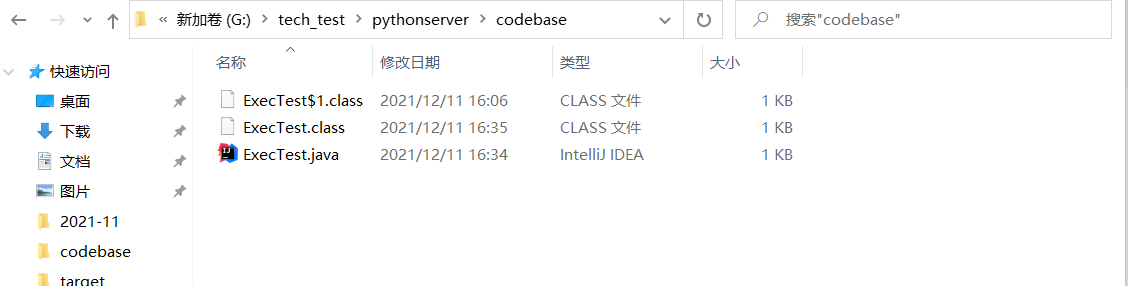 « 新加卷 (G:) > tech_test > pythonserver > codebase
搜索"codebase"
名称 修改日期 类型 大小
快速访问
桌面
下载
文档
图片
2021-11
codebase
target
ExecTest$1.class 2021/12/11 16:06 CLASS 文件 1 KB
ExecTest.class 2021/12/11 16:35 CLASS 文件 1 KB
ExecTest.java 2021/12/11 16:34 IntelliJ IDEA 1 KB